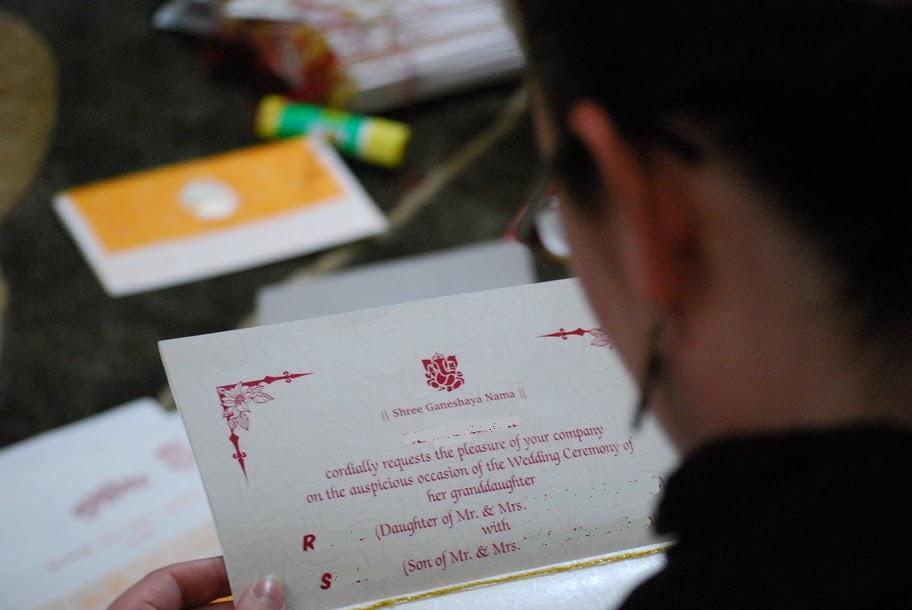 || Shree Ganeshaya Nama ||
cordially requests the pleasure of your company
on the auspicious occasion of the Wedding Ceremony of
her granddaughter
R (Daughter of Mr. & Mrs.
with
S (Son of Mr. & Mrs.